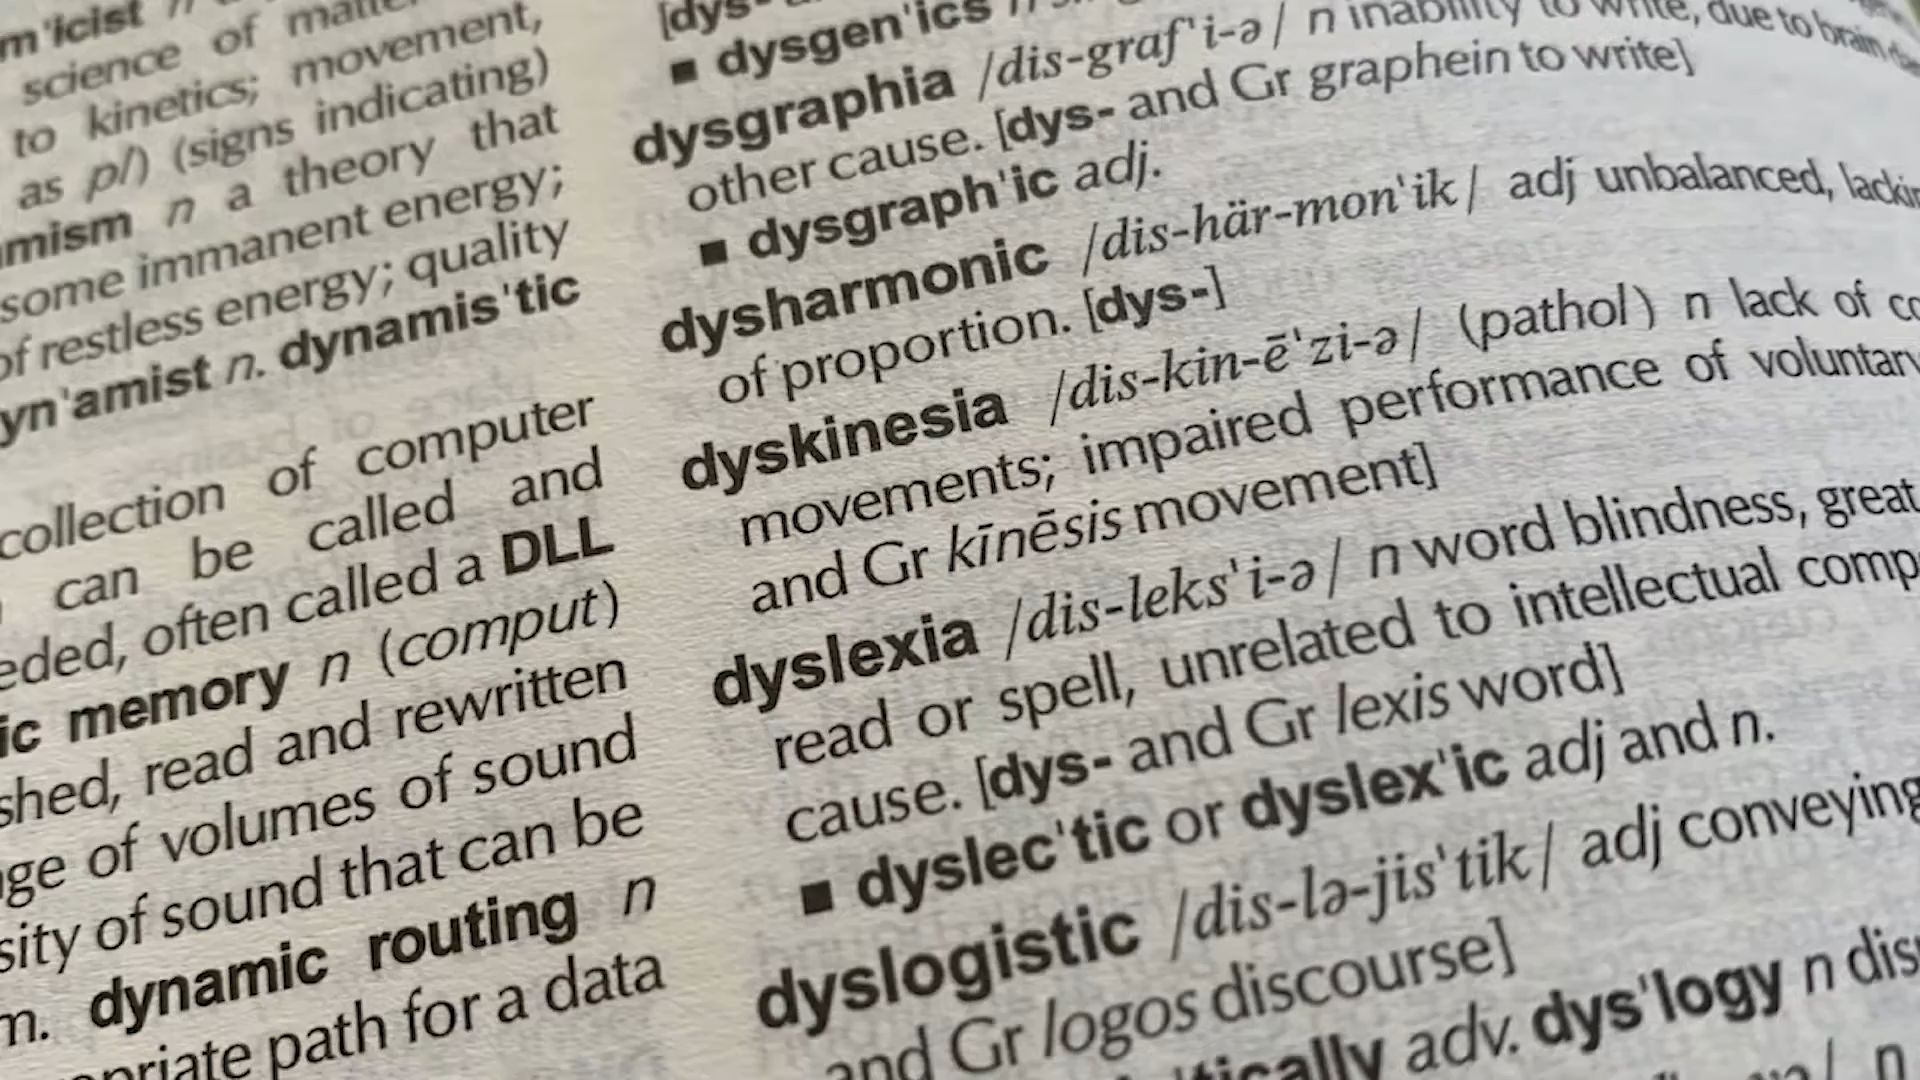 m'icist n
science of matter
to kinetics; movement,
as pl) (signs indicating)
mism n a theory that
some immanent energy;
of restless energy; quality
yn'amist n. dynamis'tic
collection of computer
can be called and
eded, often called a DLL
ic memory n (comput)
shed, read and rewritten
ge of volumes of sound
sity of sound that can be
m. dynamic routing n
opriate path for a data
[dys-
■ dysgen'ics n
dysgraphia /dis-graf'i-ə/ n inability to write, due to brain
other cause. [dys- and Gr graphein to write]
■ dysgraph'ic adj.
dysharmonic /dis-här-mon'ik/ adj unbalanced, lackin
of proportion. [dys-]
dyskinesia /dis-kin-ē'zi-ə/ (pathol) n lack of co
movements; impaired performance of voluntary
and Gr kīnēsis movement]
dyslexia /dis-leks'i-ə/ n word blindness, great
read or spell, unrelated to intellectual comp
cause. [dys- and Gr lexis word]
■ dyslec'tic or dyslex'ic adj and n.
dyslogistic /dis-lə-jis'tik/ adj conveying
and Gr logos discourse]
tically adv. dys'logy n dis